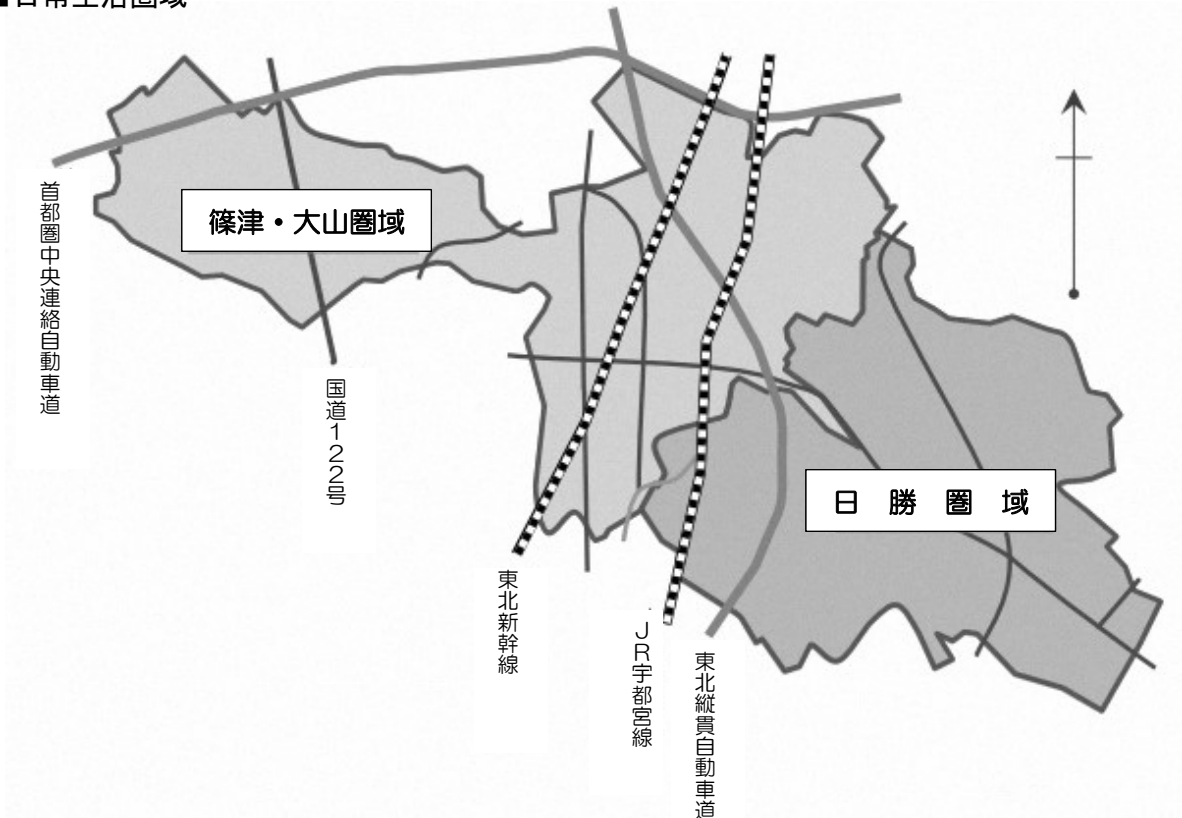 ■日常生活圏域
篠津・大山圏域
首都圏中央連絡自動車道
国道122号
日勝圏域
東北新幹線
JR宇都宮線
東北縦貫自動車道